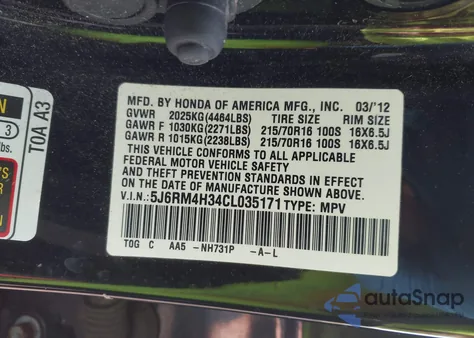 MFD. BY HONDA OF AMERICA MFG., INC. 03/'12
GVWR 2025KG(4464LBS) TIRE SIZE RIM SIZE
GAWR F 1030KG(2271LBS) 215/70R16 100S 16X6.5J
GAWR R 1015KG(2238LBS) 215/70R16 100S 16X6.5J
THIS VEHICLE CONFORMS TO ALL APPLICABLE
FEDERAL MOTOR VEHICLE SAFETY
AND THEFT PREVENTION STANDARDS IN EFFECT
ON THE DATE OF MANUFACTURE SHOWN ABOVE.
V.I.N.: 5J6RM4H34CL035171 TYPE: MPV
T0G C AA5 -NH731P -A-L
T0A A3
N
3
lbs.
autoSnap